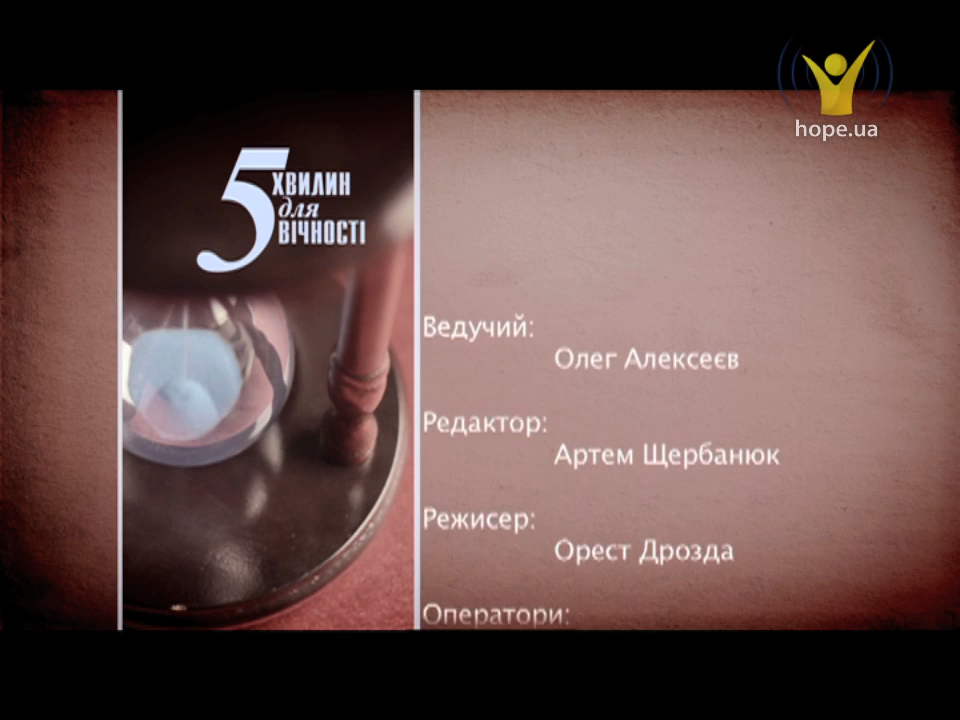 hope.ua
5 ХВИЛИН
для
ВІЧНОСТІ
Ведучий:
Олег Алексеєв
Редактор:
Артем Щербанюк
Режисер:
Орест Дрозда
Оператори: